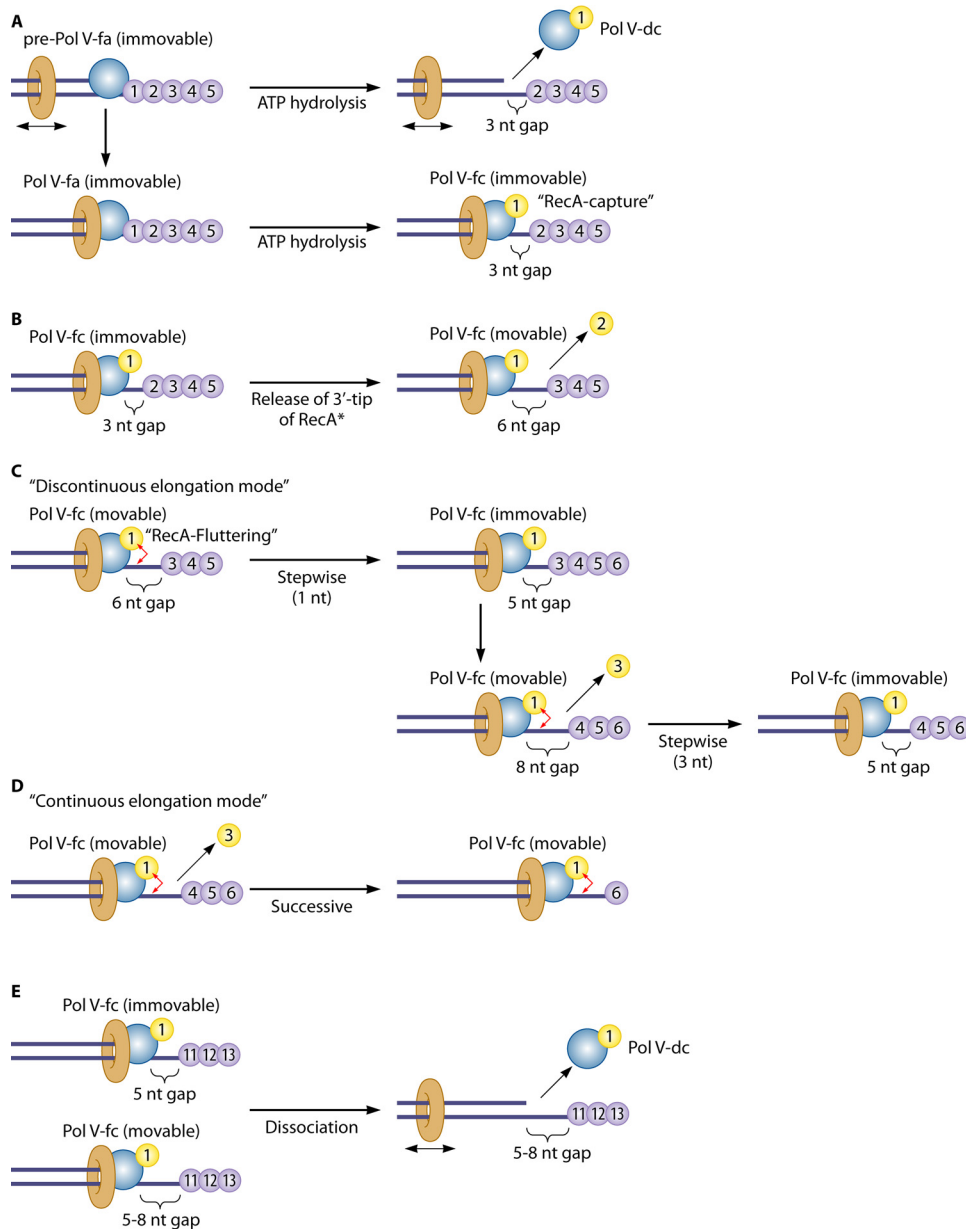 A
pre-Pol V-fa (immovable)
1 2 3 4 5
ATP hydrolysis
1
Pol V-dc
2 3 4 5
3 nt gap
Pol V-fa (immovable)
1 2 3 4 5
ATP hydrolysis
Pol V-fc (immovable)
1
“RecA-capture”
2 3 4 5
3 nt gap
B
Pol V-fc (immovable)
1
2 3 4 5
3 nt gap
Release of 3′-tip
of RecA*
Pol V-fc (movable)
1
2
3 4 5
6 nt gap
C
“Discontinuous elongation mode”
Pol V-fc (movable)
1
“RecA-Fluttering”
3 4 5
6 nt gap
Stepwise
(1 nt)
Pol V-fc (immovable)
1
3 4 5 6
5 nt gap
Pol V-fc (movable)
1
3
4 5 6
8 nt gap
Stepwise
(3 nt)
Pol V-fc (immovable)
1
4 5 6
5 nt gap
D
“Continuous elongation mode”
Pol V-fc (movable)
1
3
4 5 6
Successive
Pol V-fc (movable)
1
6
E
Pol V-fc (immovable)
1
11 12 13
5 nt gap
Pol V-fc (movable)
1
11 12 13
5-8 nt gap
Dissociation
1
Pol V-dc
11 12 13
5-8 nt gap